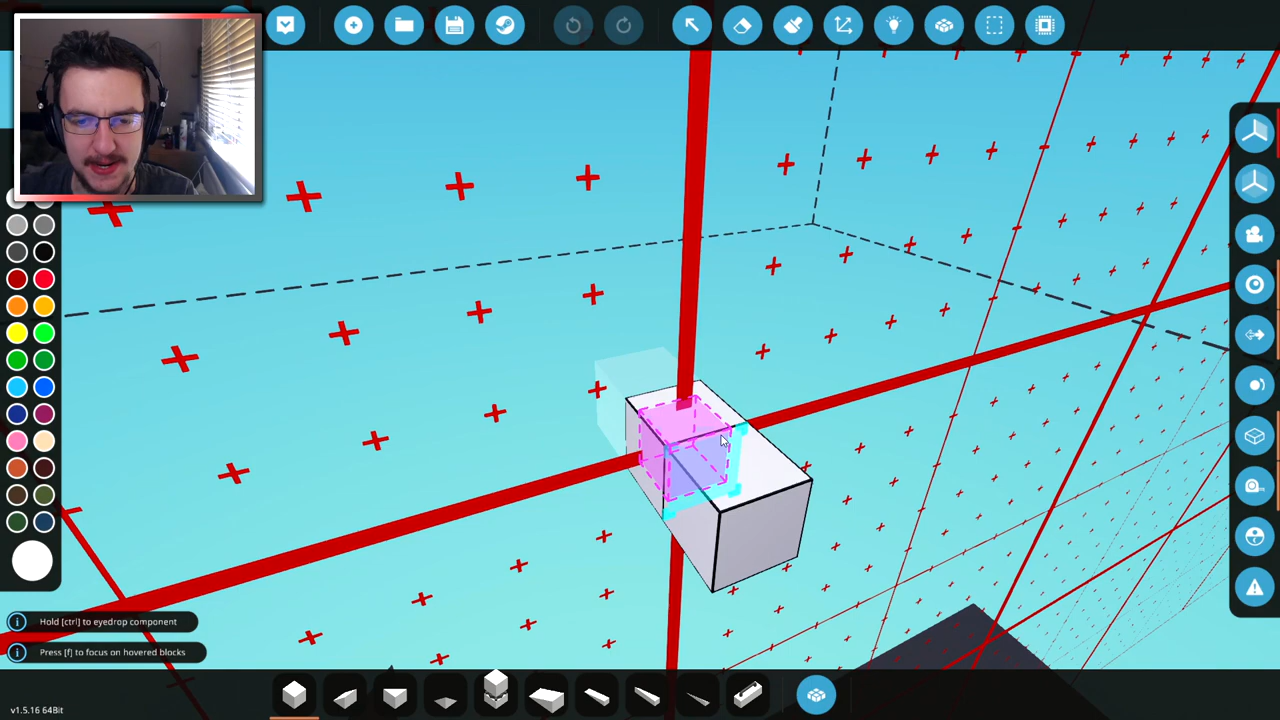 Hold [ctrl] to eyedrop component
Press [f] to focus on hovered blocks
v1.5.16 64Bit